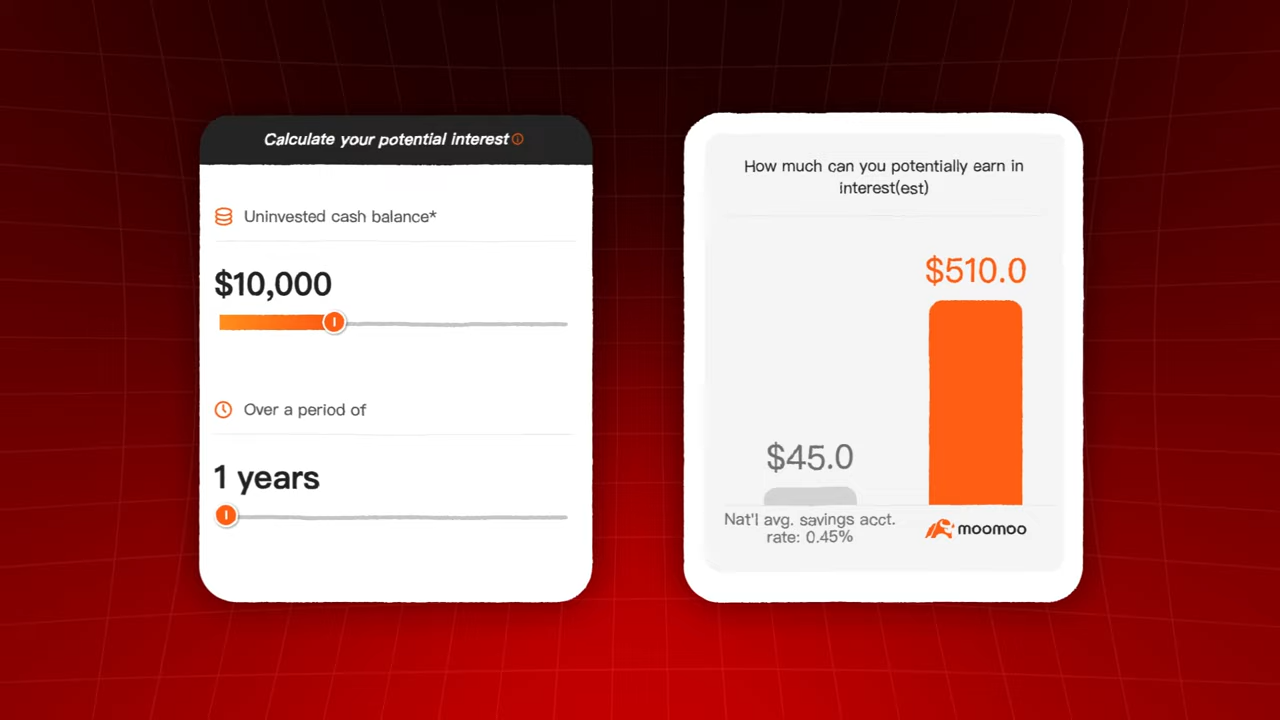 Calculate your potential interest
Uninvested cash balance*
$10,000
Over a period of
1 years
How much can you potentially earn in
interest(est)
$510.0
$45.0
Nat'l avg. savings acct.
rate: 0.45%
moomoo